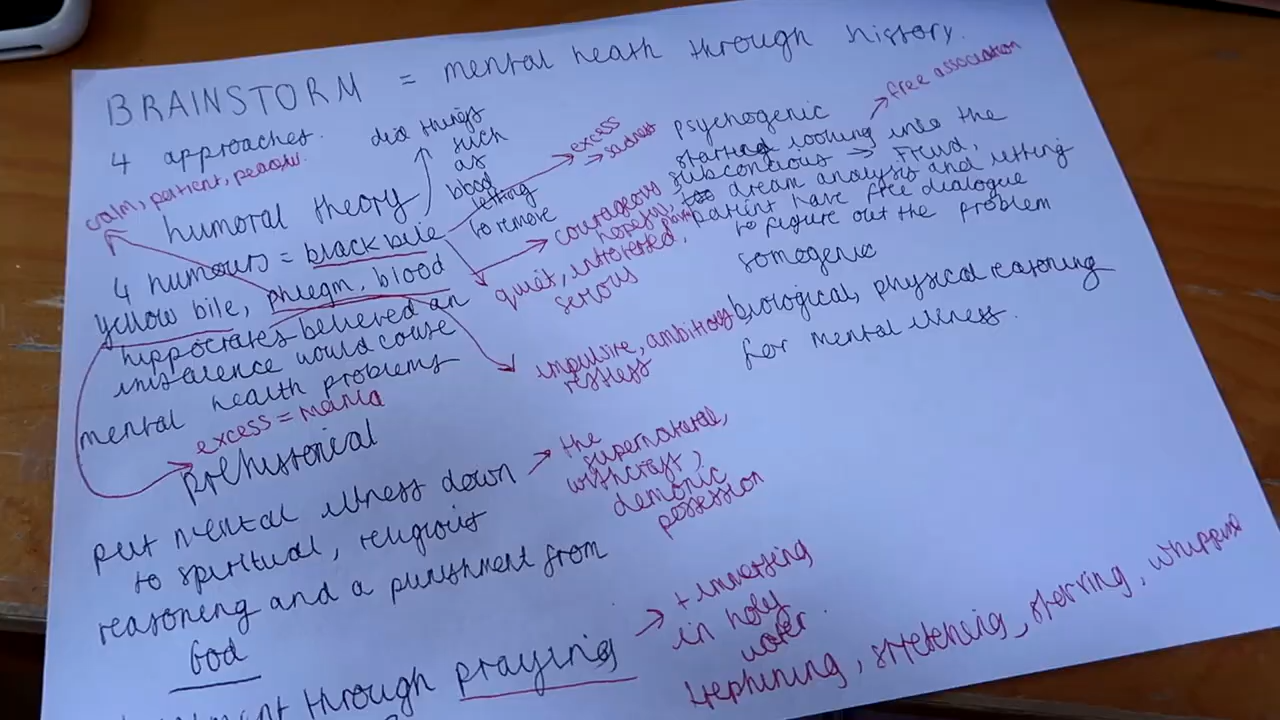 BRAINSTORM = mental heath through history.
4 approaches.
calm, patient, peaceful.
humoral theory
did things
such
as
blood
letting
to remove
excess
→ sadness
4 humours = black bile
yellow bile, phlegm, blood
hippocrates believed an
imbalence would cause
mental health problems
excess = mania
courageous
hopeful,
quiet, interested,
serious
impulsive, ambitious
restless
prehistorical
put mental illness down
to spiritual, religious
reasoning and a punishment from
God
the
supernatural,
witchcraft,
demonic
possession
through praying
+ immersing
in holy
water.
trephining, stretching, starving, whipping
psychogenic
free association
started looking into the
subconcious → Freud,
dream analysis and letting
patient have free dialogue
to figure out the problem
somogenic
biological, physical reasoning
for mental illness.